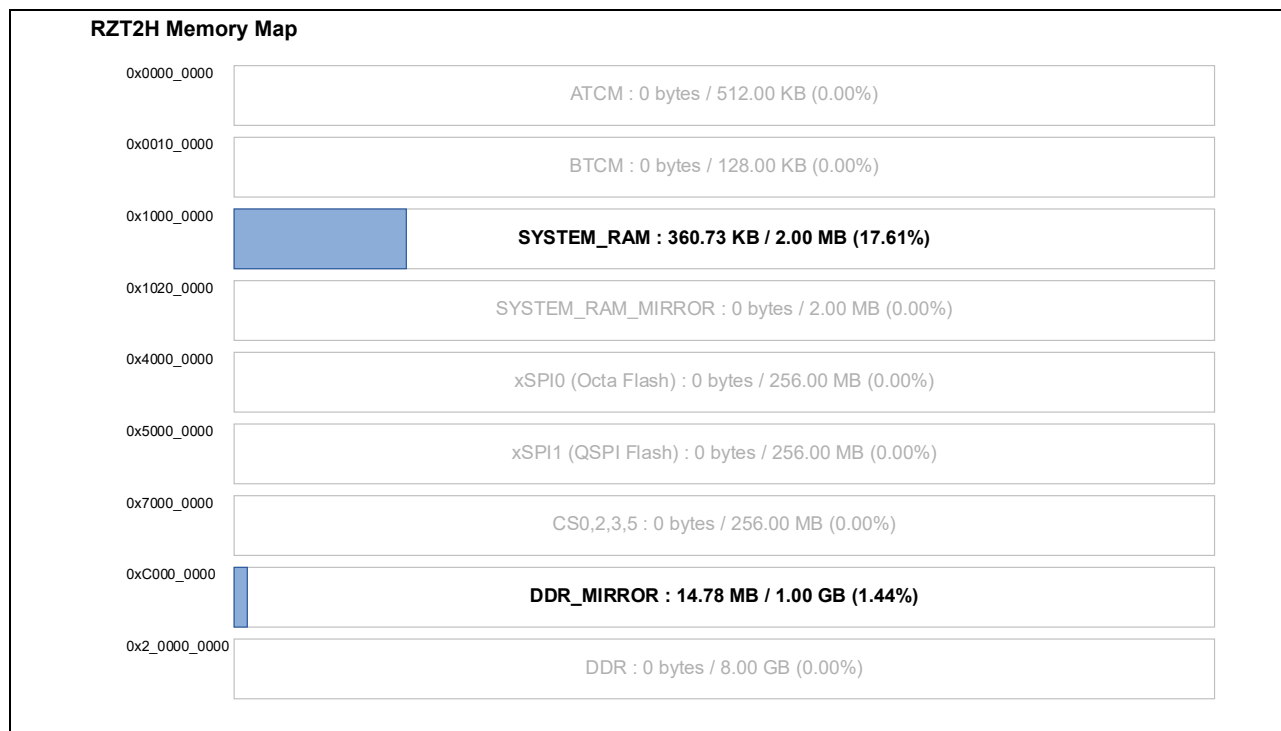 RZT2H Memory Map
0x0000_0000
ATCM : 0 bytes / 512.00 KB (0.00%)
0x0010_0000
BTCM : 0 bytes / 128.00 KB (0.00%)
0x1000_0000
SYSTEM_RAM : 360.73 KB / 2.00 MB (17.61%)
0x1020_0000
SYSTEM_RAM_MIRROR : 0 bytes / 2.00 MB (0.00%)
0x4000_0000
xSPI0 (Octa Flash) : 0 bytes / 256.00 MB (0.00%)
0x5000_0000
xSPI1 (QSPI Flash) : 0 bytes / 256.00 MB (0.00%)
0x7000_0000
CS0,2,3,5 : 0 bytes / 256.00 MB (0.00%)
0xC000_0000
DDR_MIRROR : 14.78 MB / 1.00 GB (1.44%)
0x2_0000_0000
DDR : 0 bytes / 8.00 GB (0.00%)